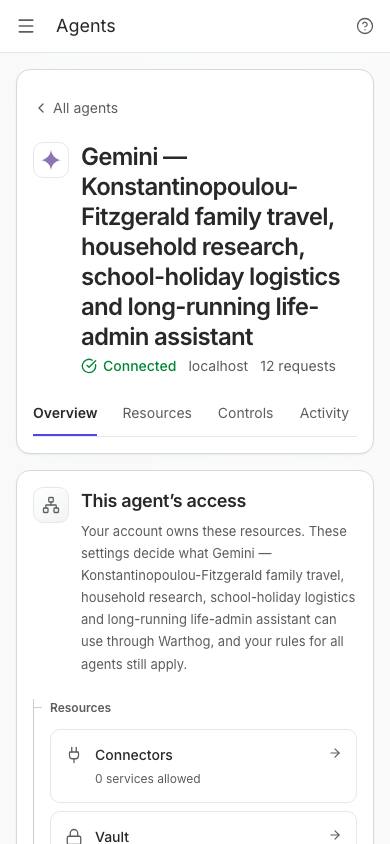 Agents
All agents
Gemini —
Konstantinopoulou-
Fitzgerald family travel,
household research,
school-holiday logistics
and long-running life-
admin assistant
Connected localhost 12 requests
Overview Resources Controls Activity
This agent’s access
Your account owns these resources. These
settings decide what Gemini —
Konstantinopoulou-Fitzgerald family travel,
household research, school-holiday logistics
and long-running life-admin assistant can
use through Warthog, and your rules for all
agents still apply.
Resources
Connectors
0 services allowed
Vault